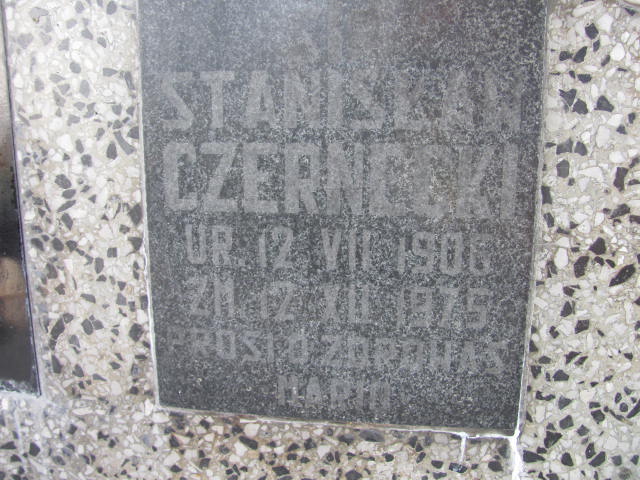 STANISŁAW
CZERNECKI
UR. 12 VII 1906
ZM. 12 XII 1975
PROSI O ZDROWAŚ
MARIO